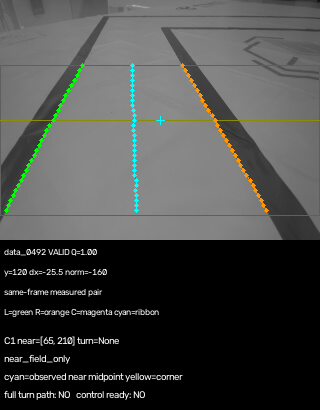 data_0492 VALID Q=1.00
y=120 dx=-25.5 norm=-160
same-frame measured pair
L=green R=orange C=magenta cyan=ribbon
C1 near=[65, 210] turn=None
near_field_only
cyan=observed near midpoint yellow=corner
full turn path: NO control ready: NO